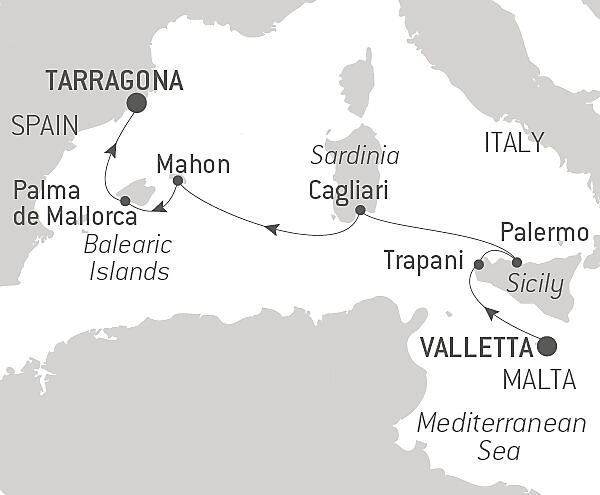 TARRAGONA
SPAIN
ITALY
Sardinia
Mahon
Cagliari
Palma
de Mallorca
Balearic
Islands
Palermo
Trapani
Sicily
VALLETTA
MALTA
Mediterranean
Sea